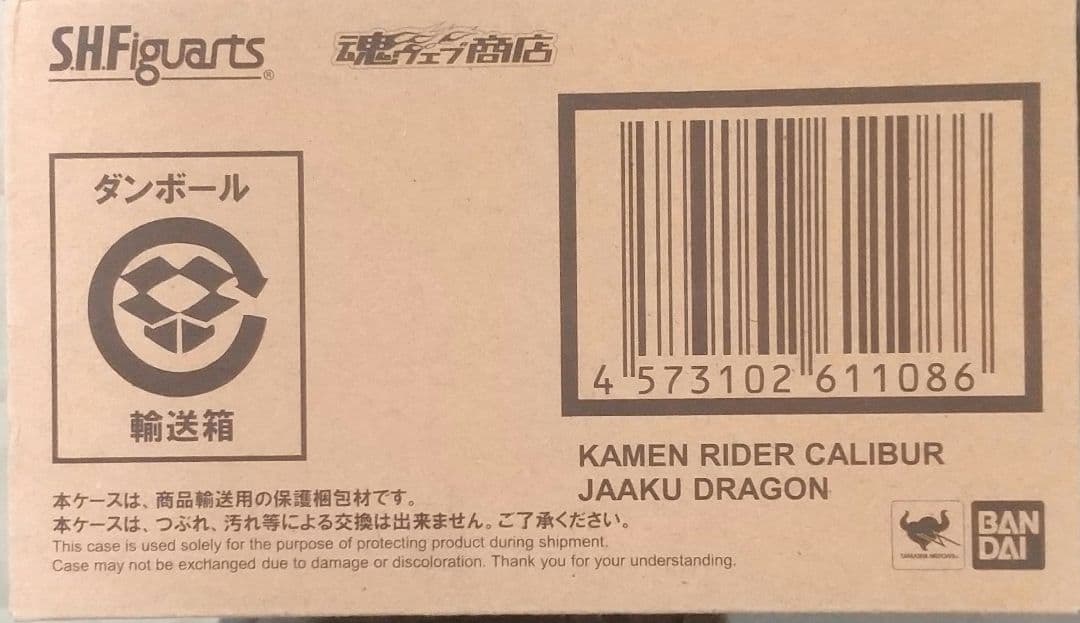 S.H.Figuarts®
魂ウェブ商店
ダンボール
輸送箱
4 573102 611086
KAMEN RIDER CALIBUR
JAAKU DRAGON
本ケースは、商品輸送用の保護梱包材です。
本ケースは、つぶれ、汚れ等による交換は出来ません。ご了承ください。
This case is used solely for the purpose of protecting product during shipment.
Case may not be exchanged due to damage or discoloration. Thank you for your understanding.
TAMASHII NATIONS
BAN
DAI